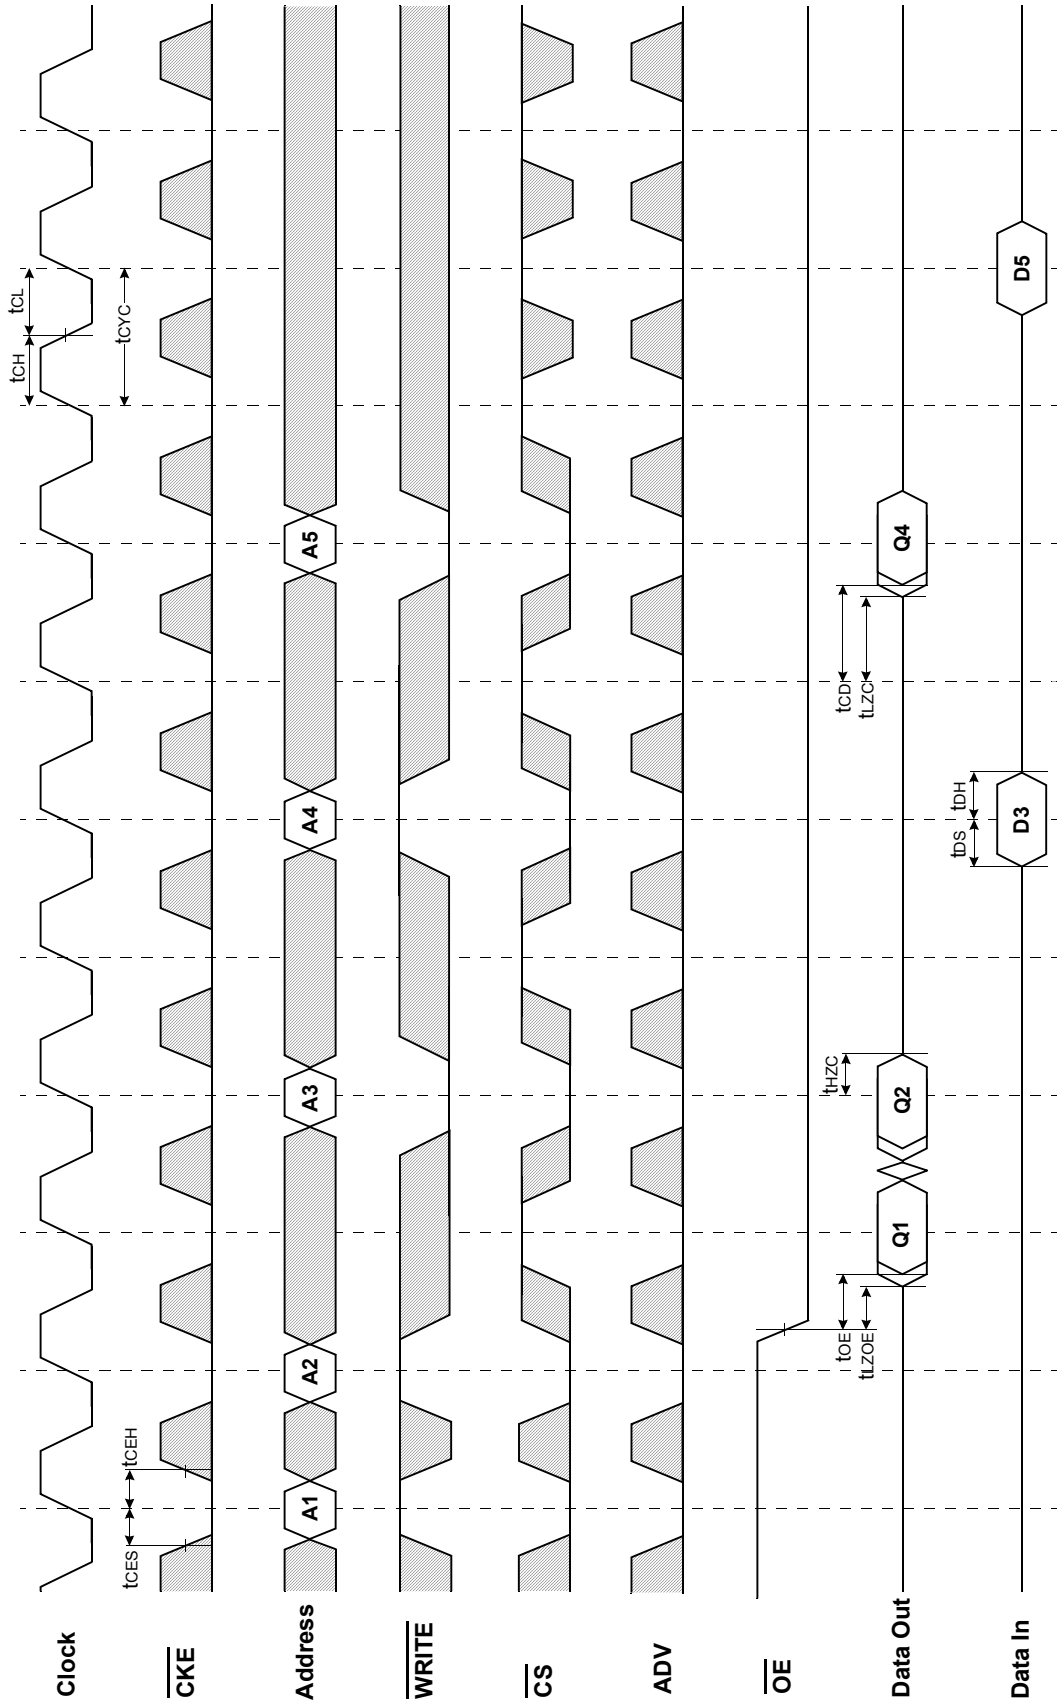 Clock
tCH
tCL
tCES
tCEH
tCYC
CKE
Address
A1
A2
A3
A4
A5
WRITE
CS
ADV
OE
tOE
tLZOE
tHZC
tCD
tLZC
Data Out
Q1
Q2
Q4
tDS
tDH
Data In
D3
D5